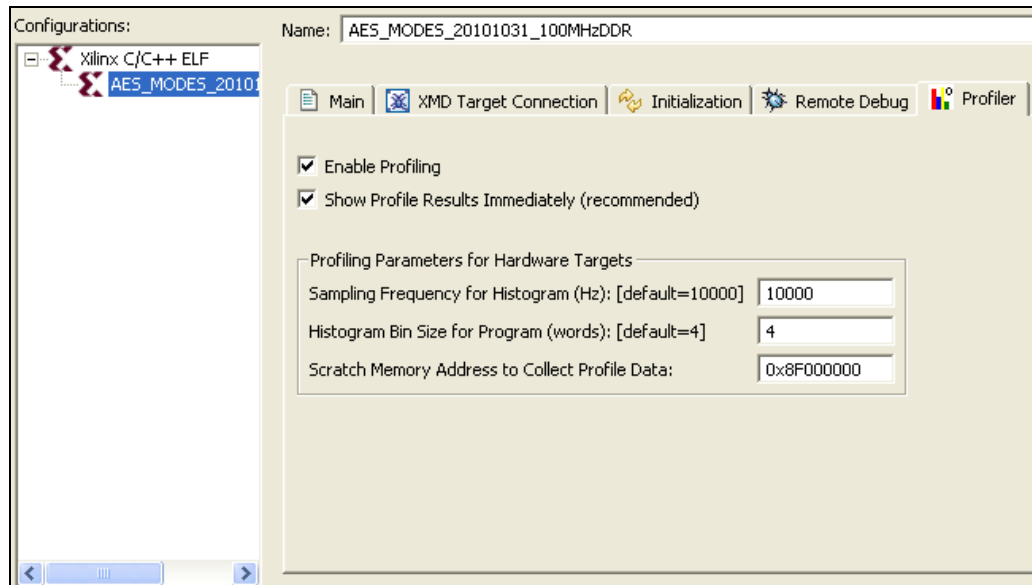 Configurations:
Name: AES_MODES_20101031_100MHzDDR
Xilinx C/C++ ELF
AES_MODES_2010
Main
XMD Target Connection
Initialization
Remote Debug
Profiler
Enable Profiling
Show Profile Results Immediately (recommended)
Profiling Parameters for Hardware Targets
Sampling Frequency for Histogram (Hz): [default=10000] 10000
Histogram Bin Size for Program (words): [default=4] 4
Scratch Memory Address to Collect Profile Data: 0x8F000000